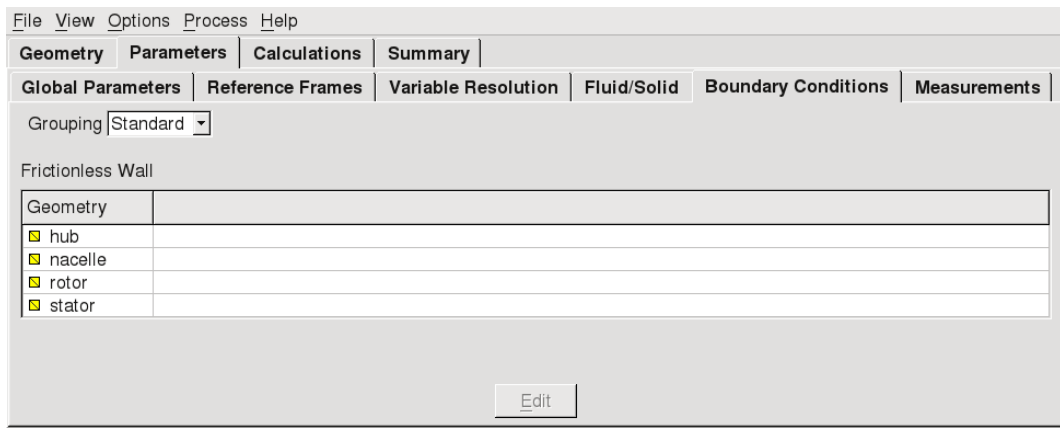 File View Options Process Help
Geometry Parameters Calculations Summary
Global Parameters Reference Frames Variable Resolution Fluid/Solid Boundary Conditions Measurements
Grouping Standard
Frictionless Wall
Geometry
hub
nacelle
rotor
stator
Edit